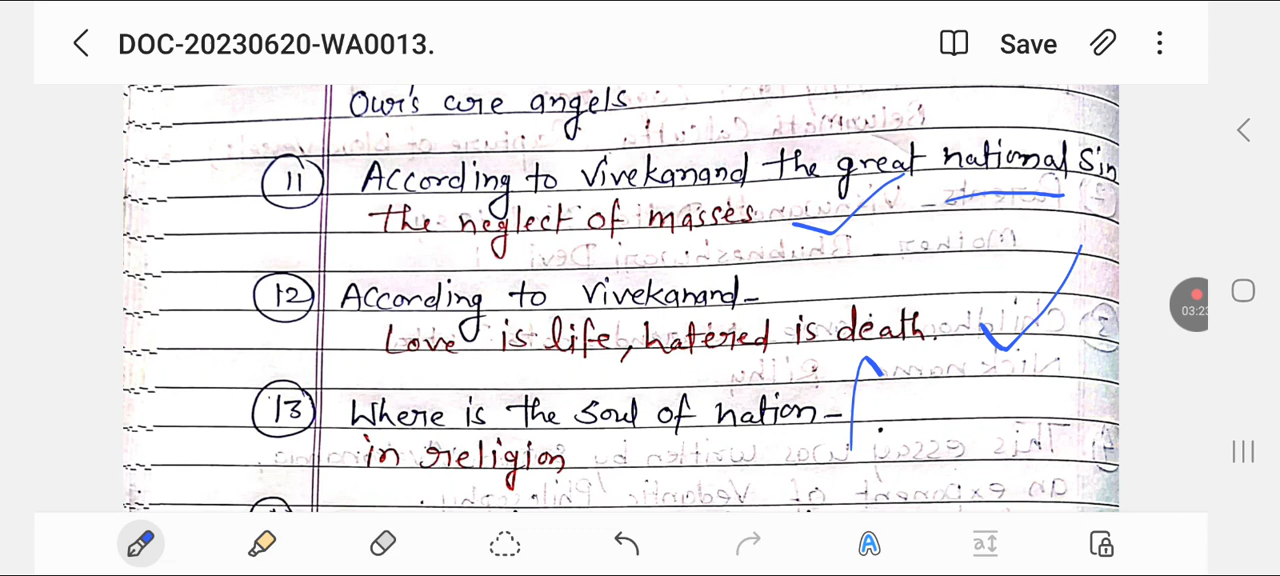 DOC-20230620-WA0013.
Save
Our's are angels
11 According to Vivekanand the great national Sin
the neglect of masses
03:23
12 According to Vivekanand-
Love is life, hatered is death.
13 Where is the soul of nation-
in religion